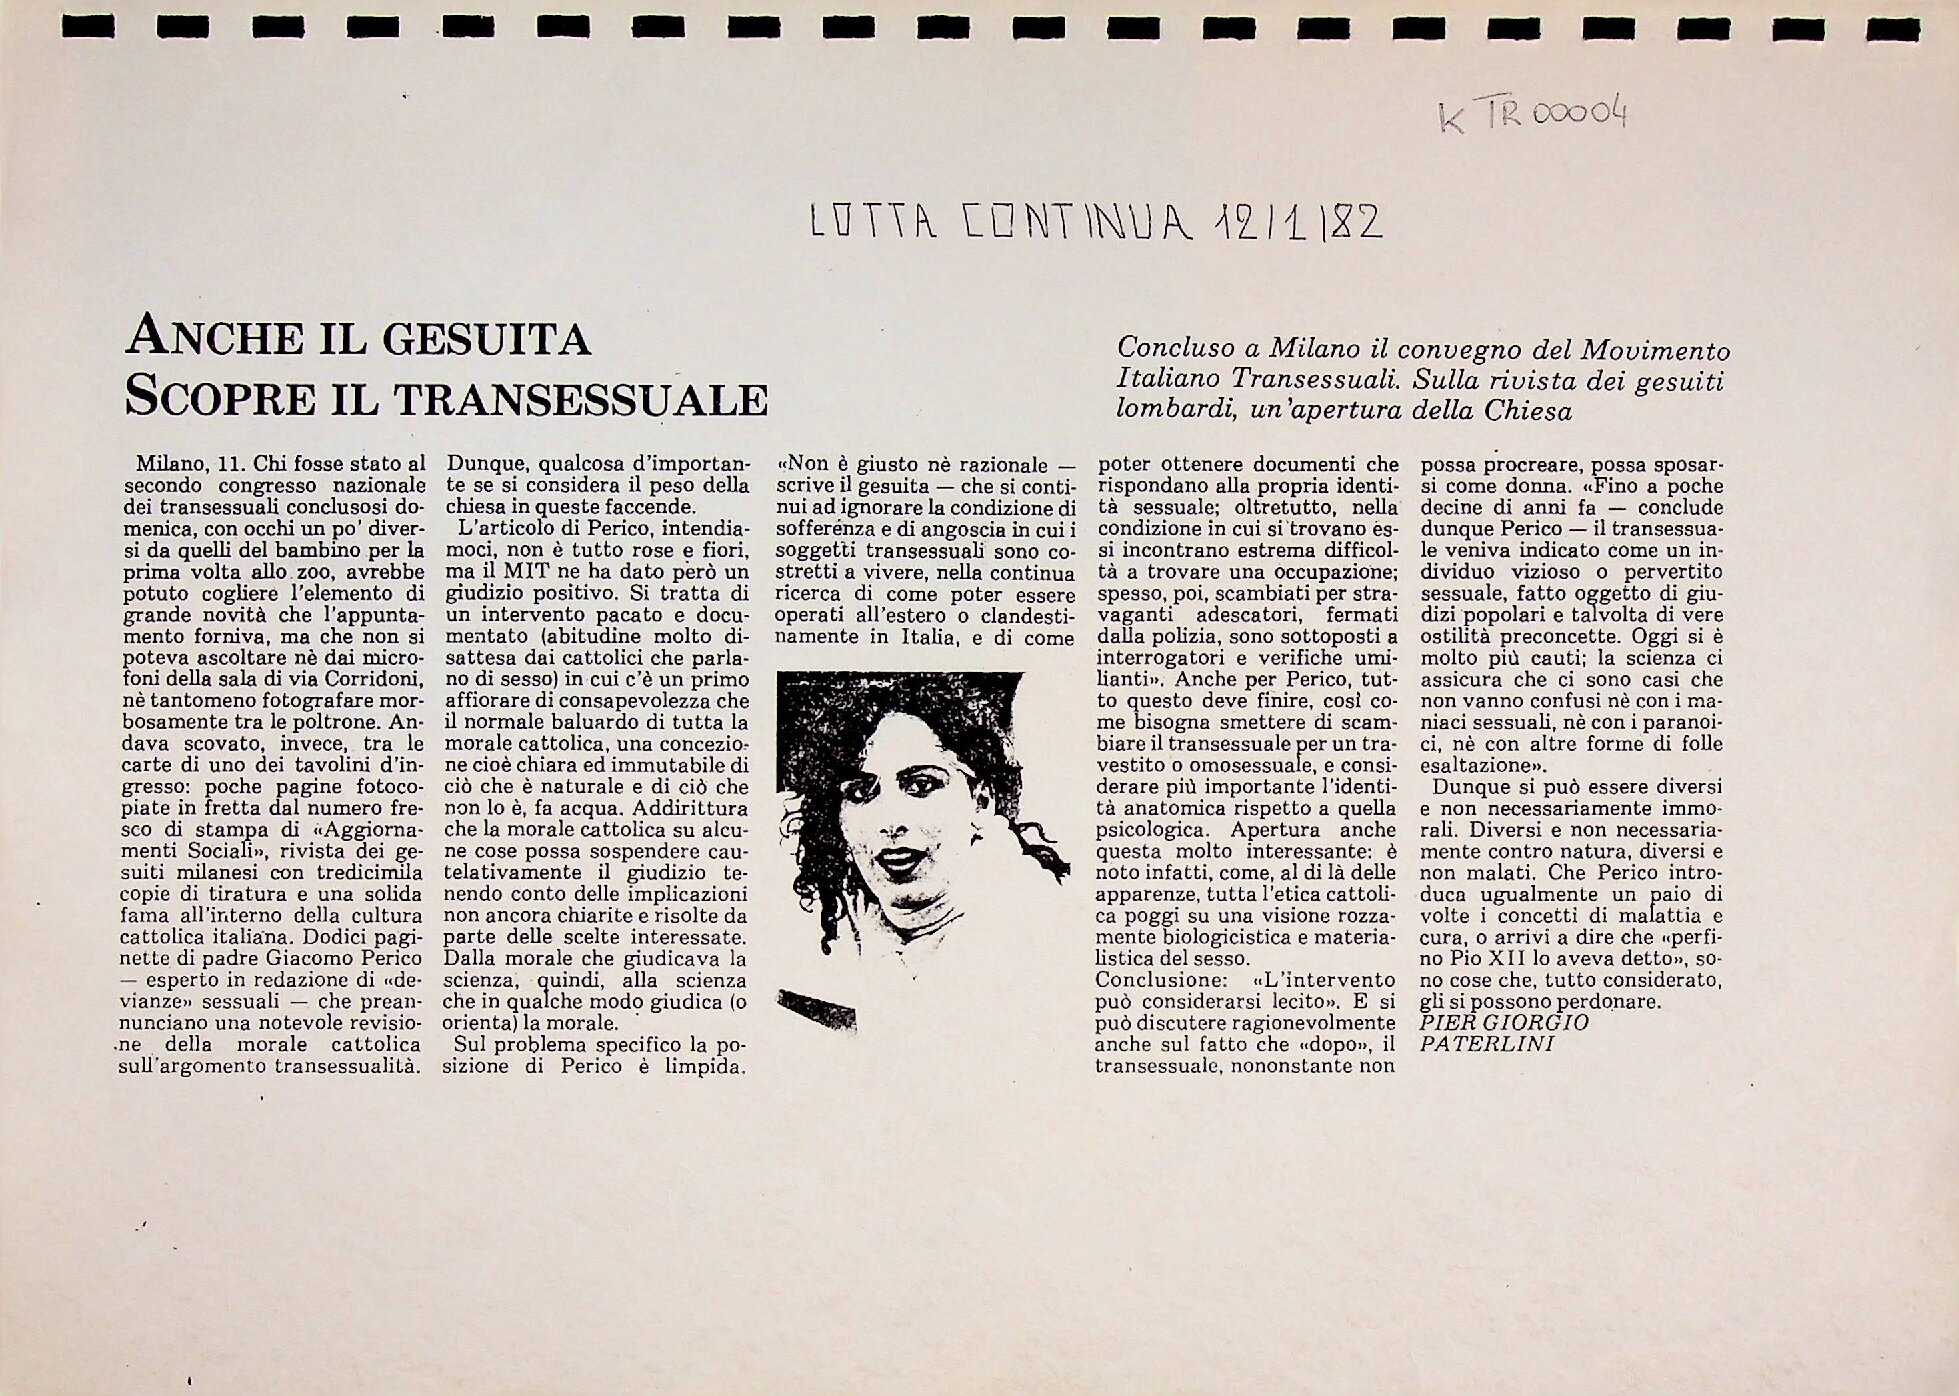 K TR 00004
LOTTA CONTINUA 12/1/82
ANCHE IL GESUITA
SCOPRE IL TRANSESSUALE
Concluso a Milano il convegno del Movimento
Italiano Transessuali. Sulla rivista dei gesuiti
lombardi, un'apertura della Chiesa
Milano, 11. Chi fosse stato al
secondo congresso nazionale
dei transessuali conclusosi do-
menica, con occhi un po' diver-
si da quelli del bambino per la
prima volta allo zoo, avrebbe
potuto cogliere l'elemento di
grande novità che l'appunta-
mento forniva, ma che non si
poteva ascoltare nè dai micro-
foni della sala di via Corridoni,
nè tantomeno fotografare mor-
bosamente tra le poltrone. An-
dava scovato, invece, tra le
carte di uno dei tavolini d'in-
gresso: poche pagine fotoco-
piate in fretta dal numero fre-
sco di stampa di «Aggiorna-
menti Sociali», rivista dei ge-
suiti milanesi con tredicimila
copie di tiratura e una solida
fama all'interno della cultura
cattolica italiana. Dodici pagi-
nette di padre Giacomo Perico
— esperto in redazione di «de-
vianze» sessuali — che prean-
nunciano una notevole revisio-
ne della morale cattolica
sull'argomento transessualità.
Dunque, qualcosa d'importan-
te se si considera il peso della
chiesa in queste faccende.
L'articolo di Perico, intendia-
moci, non è tutto rose e fiori,
ma il MIT ne ha dato però un
giudizio positivo. Si tratta di
un intervento pacato e docu-
mentato (abitudine molto di-
sattesa dai cattolici che parla-
no di sesso) in cui c'è un primo
affiorare di consapevolezza che
il normale baluardo di tutta la
morale cattolica, una concezio-
ne cioè chiara ed immutabile di
ciò che è naturale e di ciò che
non lo è, fa acqua. Addirittura
che la morale cattolica su alcu-
ne cose possa sospendere cau-
telativamente il giudizio te-
nendo conto delle implicazioni
non ancora chiarite e risolte da
parte delle scelte interessate.
Dalla morale che giudicava la
scienza, quindi, alla scienza
che in qualche modo giudica (o
orienta) la morale.
Sul problema specifico la po-
sizione di Perico è limpida.
«Non è giusto nè razionale —
scrive il gesuita — che si conti-
nui ad ignorare la condizione di
sofferenza e di angoscia in cui i
soggetti transessuali sono co-
stretti a vivere, nella continua
ricerca di come poter essere
operati all'estero o clandesti-
namente in Italia, e di come
poter ottenere documenti che
rispondano alla propria identi-
tà sessuale; oltretutto, nella
condizione in cui si trovano es-
si incontrano estrema difficol-
tà a trovare una occupazione;
spesso, poi, scambiati per stra-
vaganti adescatori, fermati
dalla polizia, sono sottoposti a
interrogatori e verifiche umi-
lianti». Anche per Perico, tut-
to questo deve finire, così co-
me bisogna smettere di scam-
biare il transessuale per un tra-
vestito o omosessuale, e consi-
derare più importante l'identi-
tà anatomica rispetto a quella
psicologica. Apertura anche
questa molto interessante: è
noto infatti, come, al di là delle
apparenze, tutta l'etica cattoli-
ca poggi su una visione rozza-
mente biologicistica e materia-
listica del sesso.
Conclusione: «L'intervento
può considerarsi lecito». E si
può discutere ragionevolmente
anche sul fatto che «dopo», il
transessuale, nononstante non
possa procreare, possa sposar-
si come donna. «Fino a poche
decine di anni fa — conclude
dunque Perico — il transessua-
le veniva indicato come un in-
dividuo vizioso o pervertito
sessuale, fatto oggetto di giu-
dizi popolari e talvolta di vere
ostilità preconcette. Oggi si è
molto più cauti; la scienza ci
assicura che ci sono casi che
non vanno confusi nè con i ma-
niaci sessuali, nè con i paranoi-
ci, nè con altre forme di folle
esaltazione».
Dunque si può essere diversi
e non necessariamente immo-
rali. Diversi e non necessaria-
mente contro natura, diversi e
non malati. Che Perico intro-
duca ugualmente un paio di
volte i concetti di malattia e
cura, o arrivi a dire che «perfi-
no Pio XII lo aveva detto», so-
no cose che, tutto considerato,
gli si possono perdonare.
PIER GIORGIO
PATERLINI